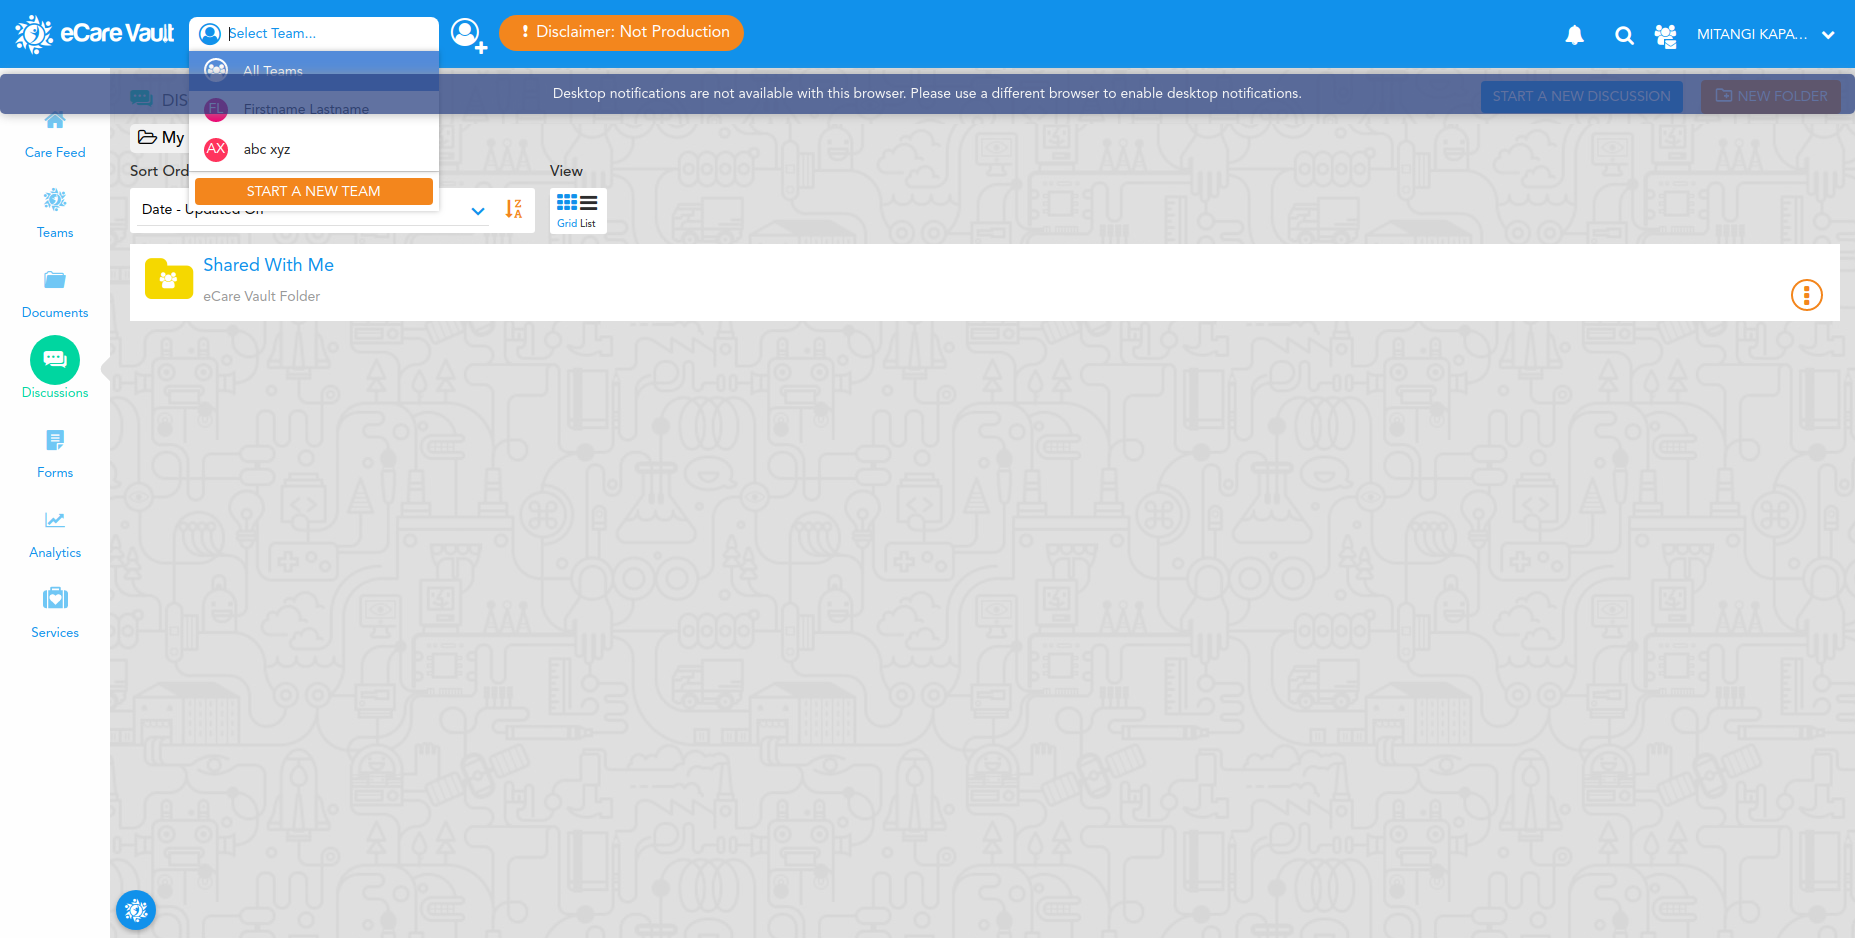 eCare Vault
Select Team...
Disclaimer: Not Production
MITANGI KAPA...
All Teams
Desktop notifications are not available with this browser. Please use a different browser to enable desktop notifications.
DIS
FL Firstname Lastname
START A NEW DISCUSSION
NEW FOLDER
My
AX abc xyz
Sort Ord
View
START A NEW TEAM
Date - Updated On
Z
A
Grid List
Shared With Me
eCare Vault Folder
Care Feed
Teams
Documents
Discussions
Forms
Analytics
Services